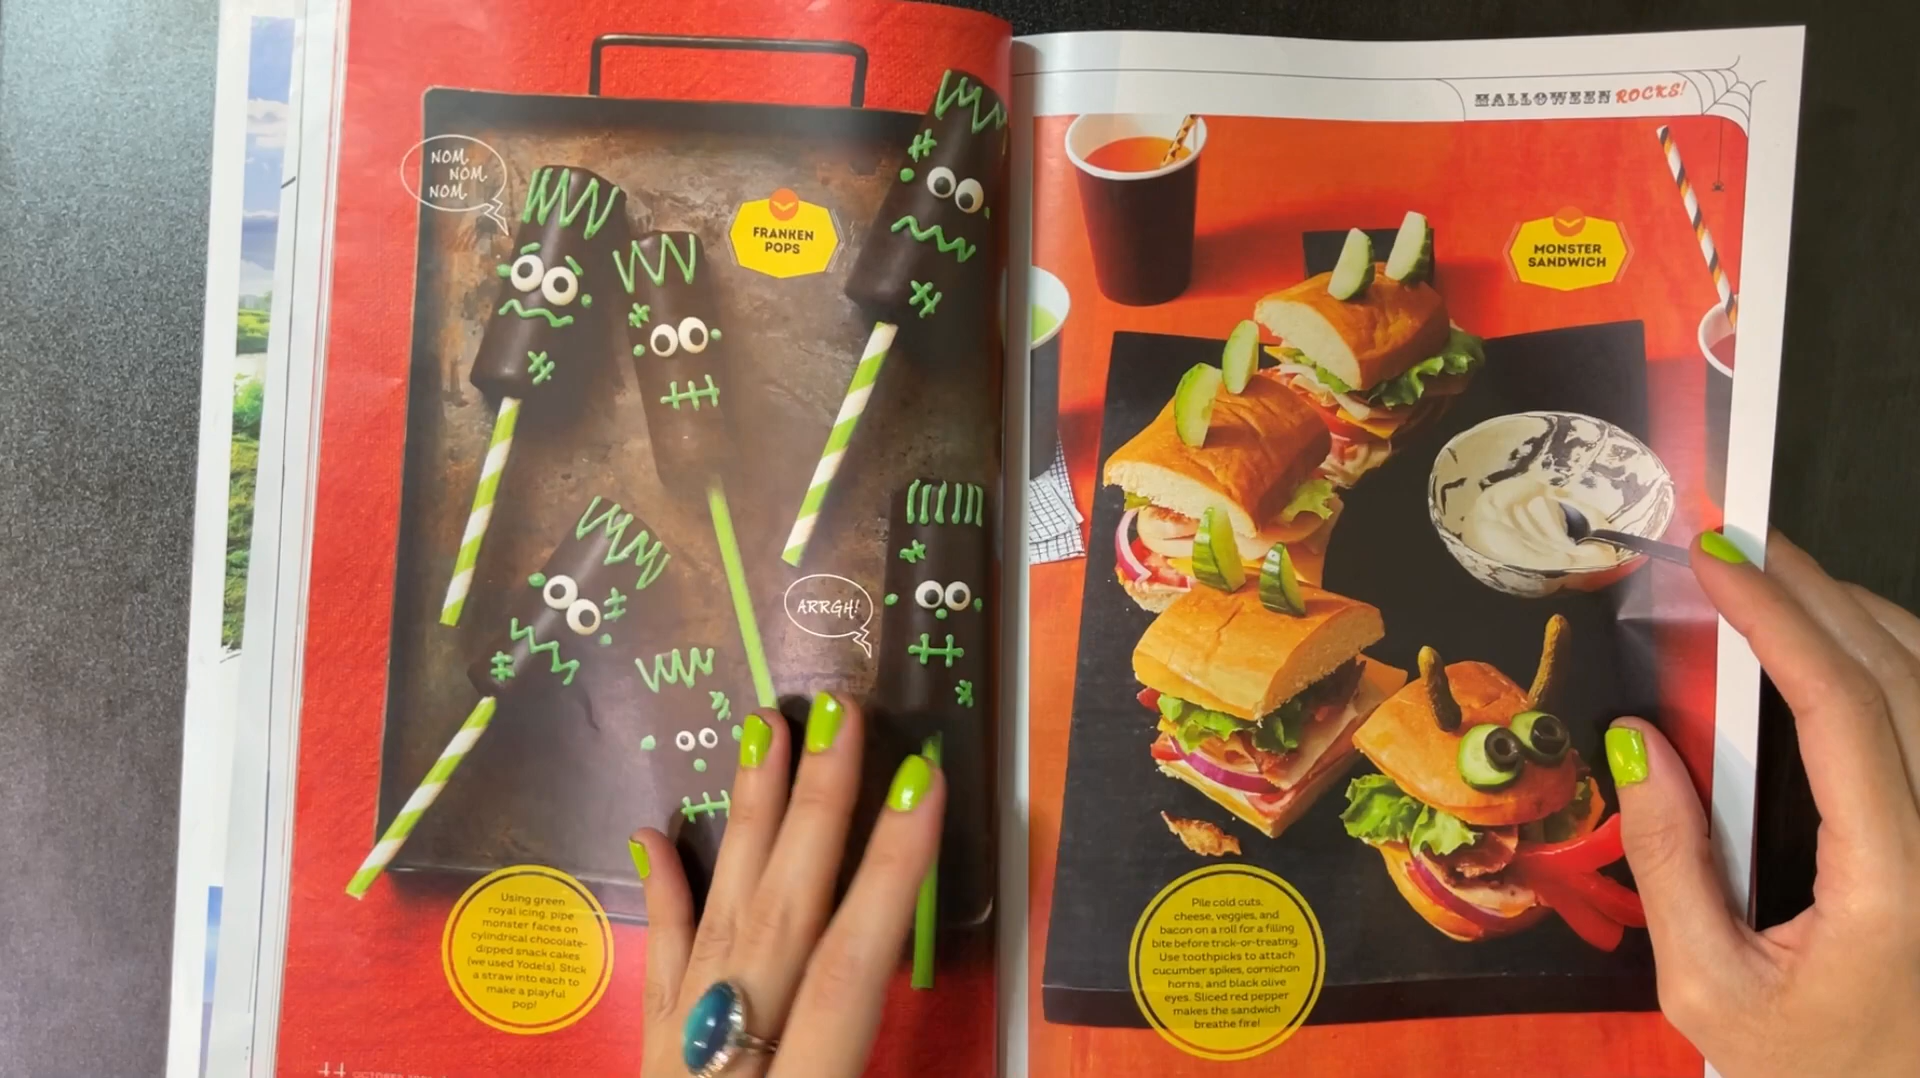 NOM.
NOM.
NOM.
FRANKEN
POPS
ARRGH!
Using green
royal icing, pipe
monster faces on
cylindrical chocolate-
dipped snack cakes
(we used Yodels). Stick
a straw into each to
make a playful
pop!
44 OCTOBER
HALLOWEEN ROCKS!
MONSTER
SANDWICH
Pile cold cuts,
cheese, veggies, and
bacon on a roll for a filling
bite before trick-or-treating.
Use toothpicks to attach
cucumber spikes, cornichon
horns, and black olive
eyes. Sliced red pepper
makes the sandwich
breathe fire!